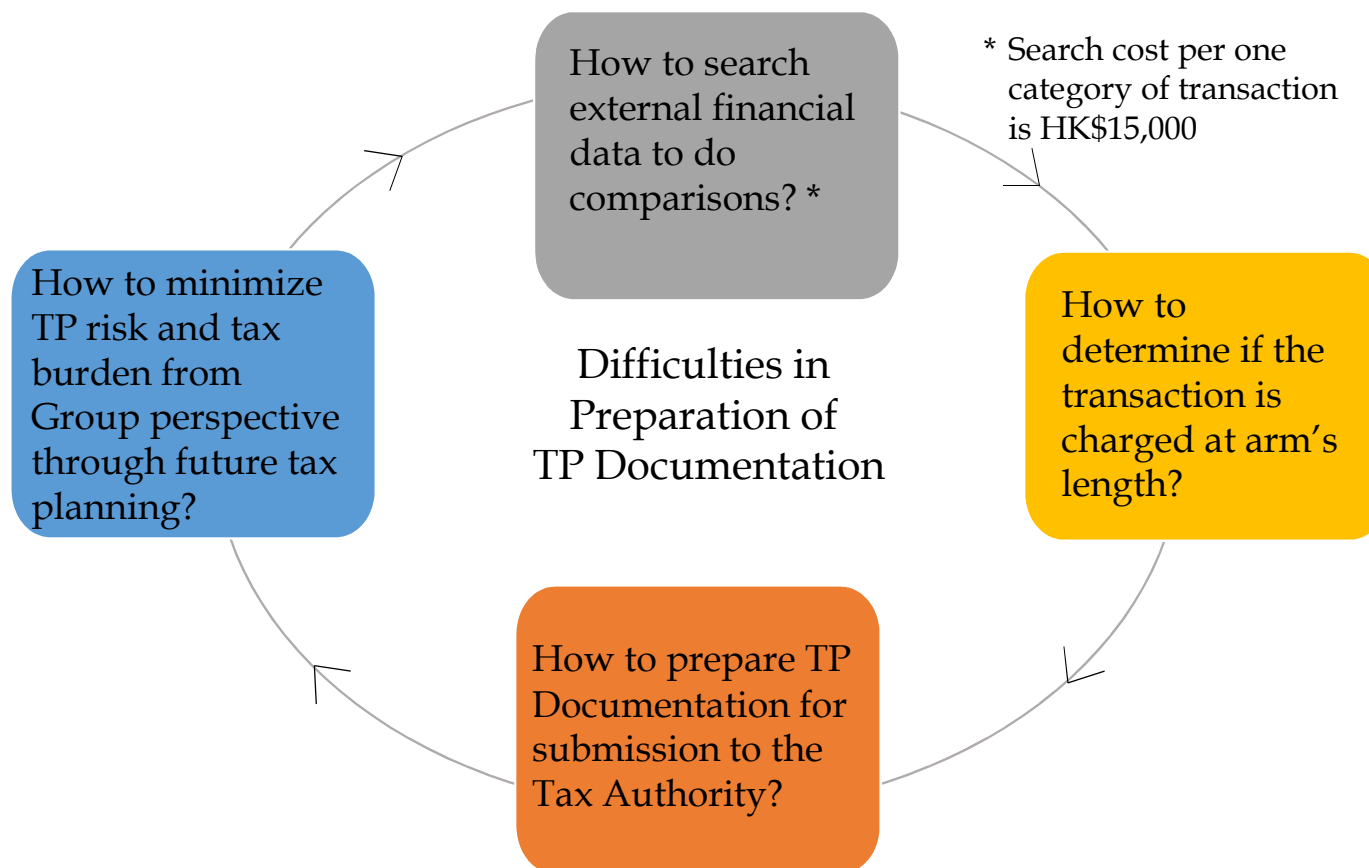 How to search
external financial
data to do
comparisons? *
* Search cost per one
category of transaction
is HK$15,000
How to minimize
TP risk and tax
burden from
Group perspective
through future tax
planning?
Difficulties in
Preparation of
TP Documentation
How to
determine if the
transaction is
charged at arm’s
length?
How to prepare TP
Documentation for
submission to the
Tax Authority?